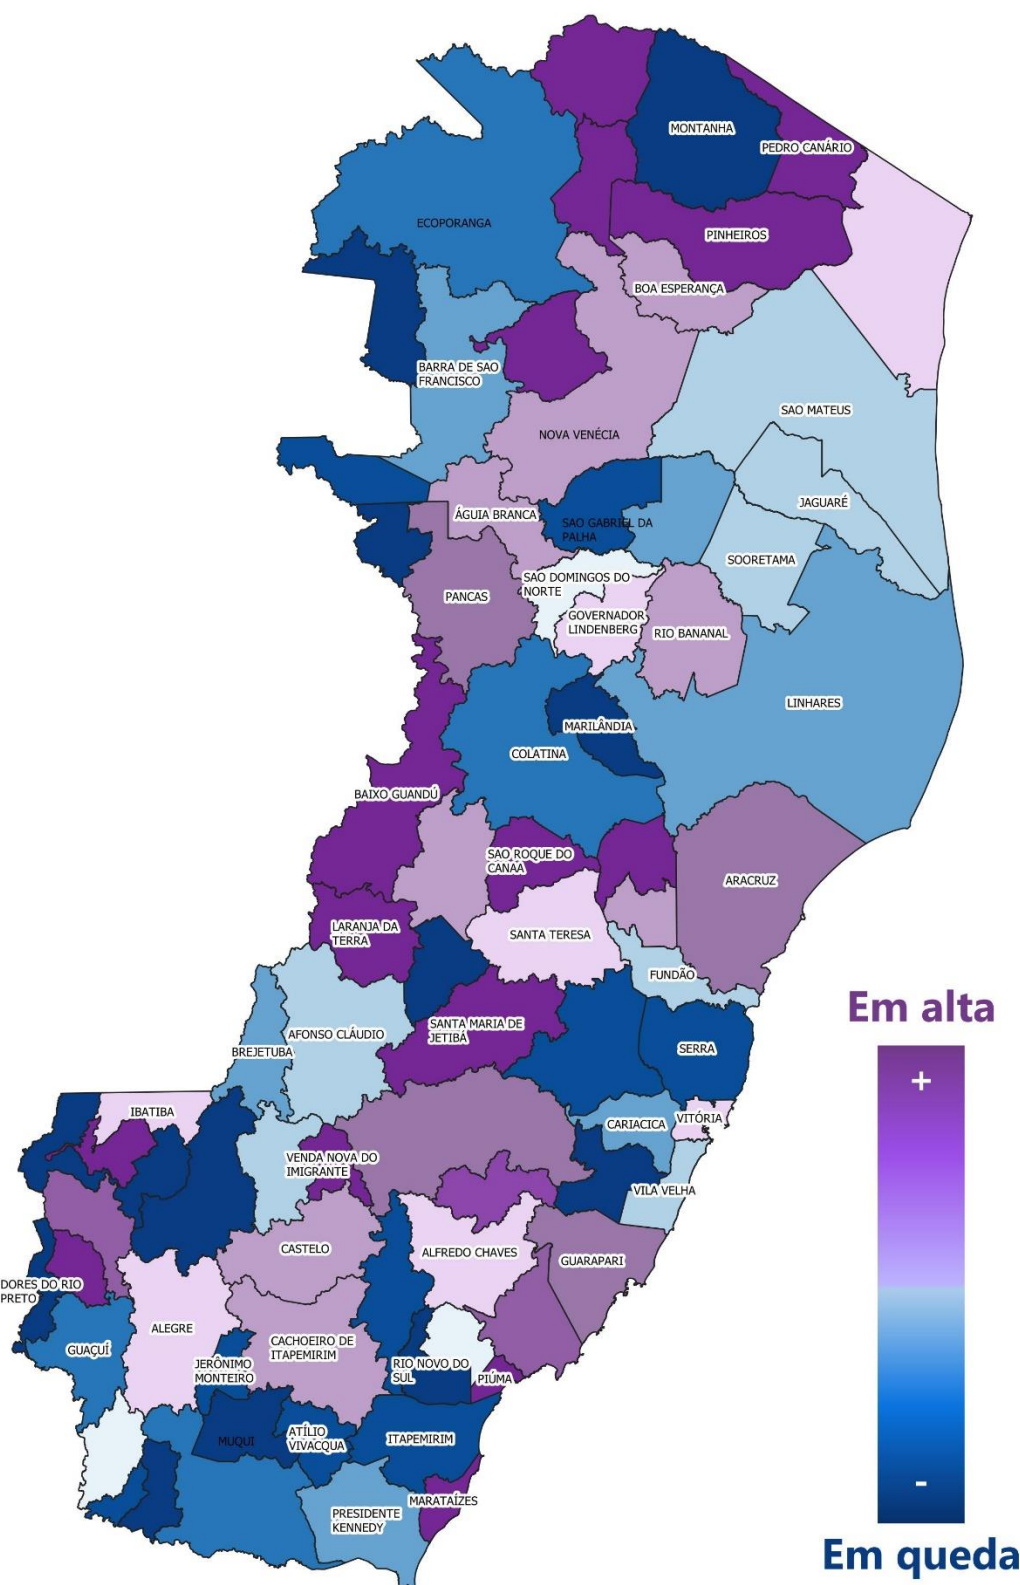 MONTANHA
PEDRO CANÁRIO
ECOPORANGA
PINHEIROS
BOA ESPERANÇA
BARRA DE SAO
FRANCISCO
SAO MATEUS
NOVA VENÉCIA
JAGUARÉ
ÁGUIA BRANCA
SAO GABRIEL DA
PALHA
SOORETAMA
SAO DOMINGOS DO
NORTE
PANCAS
GOVERNADOR
LINDENBERG
RIO BANANAL
LINHARES
MARILÂNDIA
COLATINA
BAIXO GUANDÚ
SAO ROQUE DO
CANAA
ARACRUZ
LARANJA DA
TERRA
SANTA TERESA
FUNDÃO
Em alta
SANTA MARIA DE
JETIBÁ
AFONSO CLÁUDIO
BREJETUBA
SERRA
+
IBATIBA
VITÓRIA
CARIACICA
VENDA NOVA DO
IMIGRANTE
VILA VELHA
CASTELO
ALFREDO CHAVES
GUARAPARI
DORES DO RIO
PRETO
ALEGRE
GUAÇUÍ
CACHOEIRO DE
ITAPEMIRIM
JERÔNIMO
MONTEIRO
RIO NOVO DO
SUL
PIÚMA
MUQUI
ATÍLIO
VIVACQUA
ITAPEMIRIM
-
MARATAÍZES
PRESIDENTE
KENNEDY
Em queda